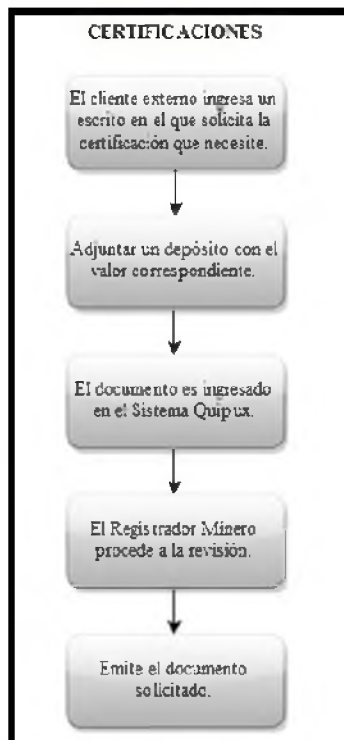 CERTIFICACIONES
El cliente externo ingresa un
escrito en el que solicita la
certificación que necesite.
Adjuntar un depósito con el
valor correspondiente.
El documento es ingresado
en el Sistema Quipux.
El Registrador Minero
procede a la revisión.
Emite el documento
solicitado.